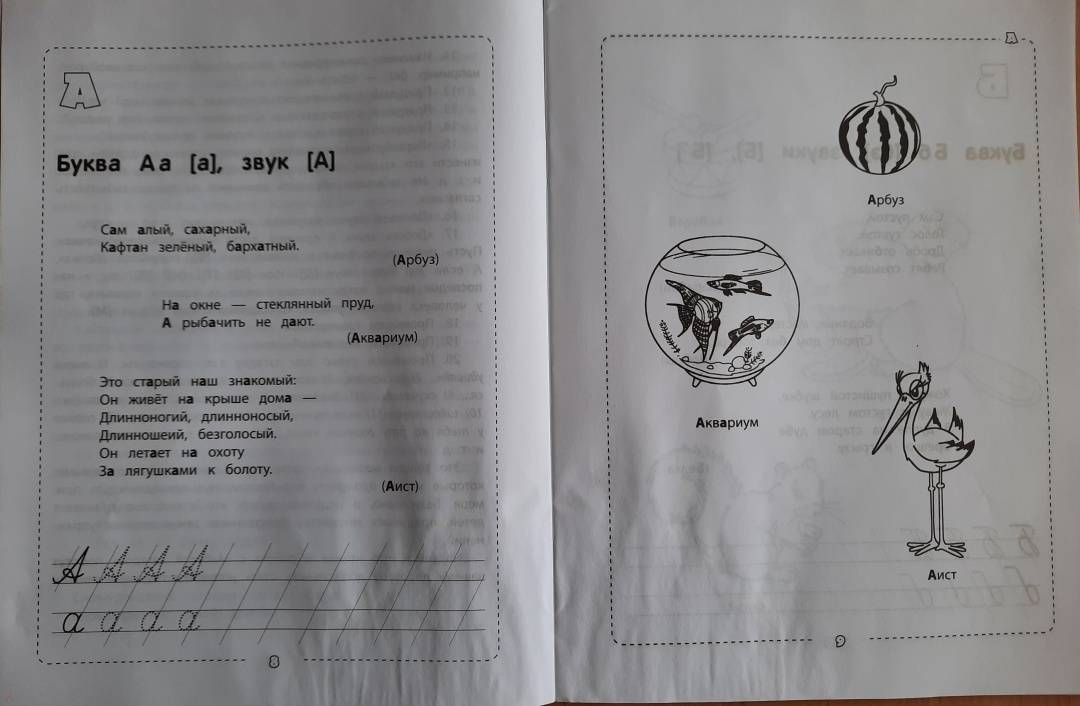 А
Буква А а [а], звук [А]
Сам алый, сахарный,
Кафтан зелёный, бархатный.
(Арбуз)
На окне — стеклянный пруд,
А рыбачить не дают.
(Аквариум)
Это старый наш знакомый:
Он живёт на крыше дома —
Длинноногий, длинноносый,
Длинношеий, безголосый.
Он летает на охоту
За лягушками к болоту.
(Аист)
А А А А
а а а а
8
А
Арбуз
Аквариум
Аист
9